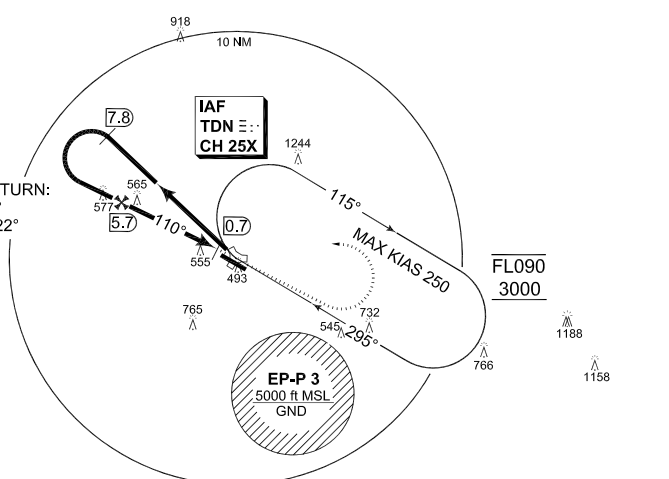 918
10 NM
7.8
IAF
TDN
CH 25X
1244
TURN:
565
577
5.7
110°
22°
0.7
555
493
115°
MAX KIAS 250
FL090
3000
765
732
545
295°
766
1188
1158
EP-P 3
5000 ft MSL
GND